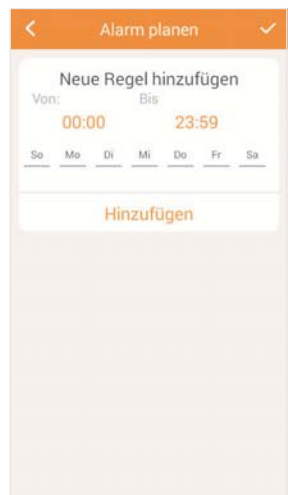 Alarm planen
Neue Regel hinzufügen
Von: Bis
00:00 23:59
So Mo Di Mi Do Fr Sa
Hinzufügen